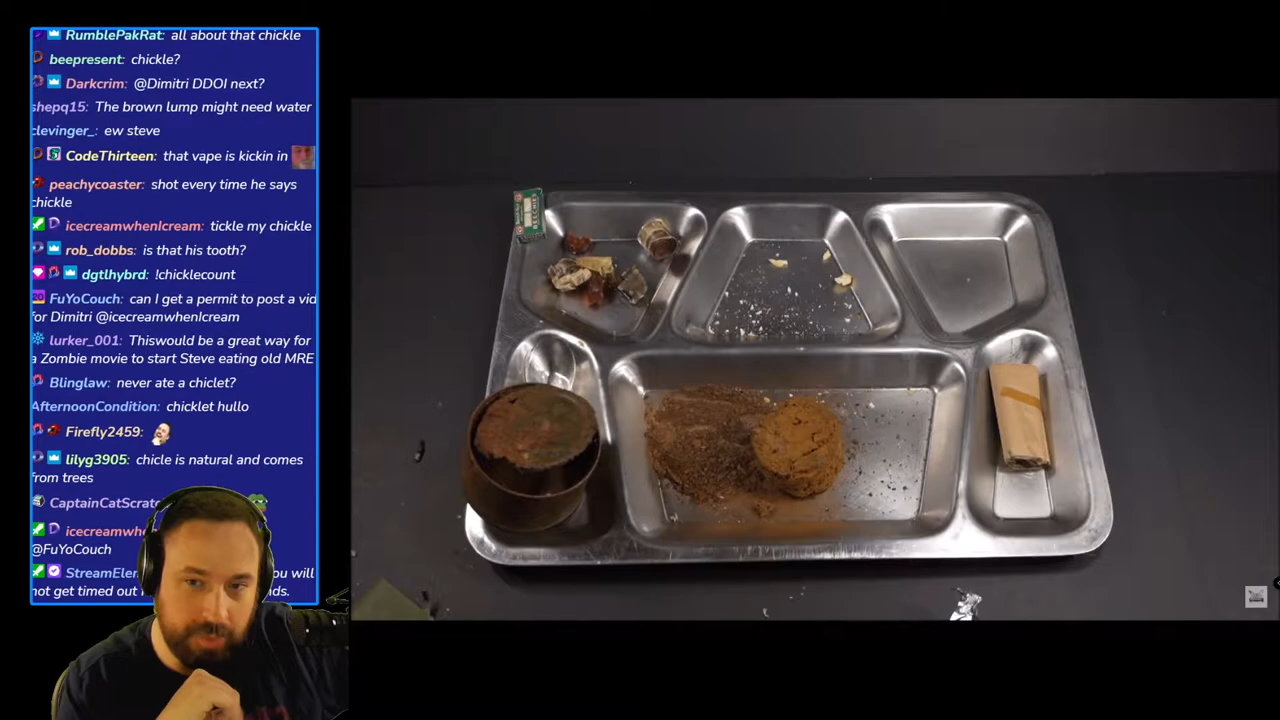 RumblePakRat: all about that chickle
beepresent: chickle?
Darkcrim: @Dimitri DDOI next?
shepq15: The brown lump might need water
clevinger_: ew steve
CodeThirteen: that vape is kickin in
peachycoaster: shot every time he says
chickle
icecreamwhenIcream: tickle my chickle
rob_dobbs: is that his tooth?
dgtlhybrd: !chicklecount
FuYoCouch: can I get a permit to post a vid
for Dimitri @icecreamwhenIcream
lurker_001: Thiswould be a great way for
a Zombie movie to start Steve eating old MRE
Blinglaw: never ate a chiclet?
AfternoonCondition: chicklet hullo
Firefly2459:
lilyg3905: chicle is natural and comes
from trees
CaptainCatScratc
icecreamwh
@FuYoCouch
StreamElem ou will
not get timed out nds.